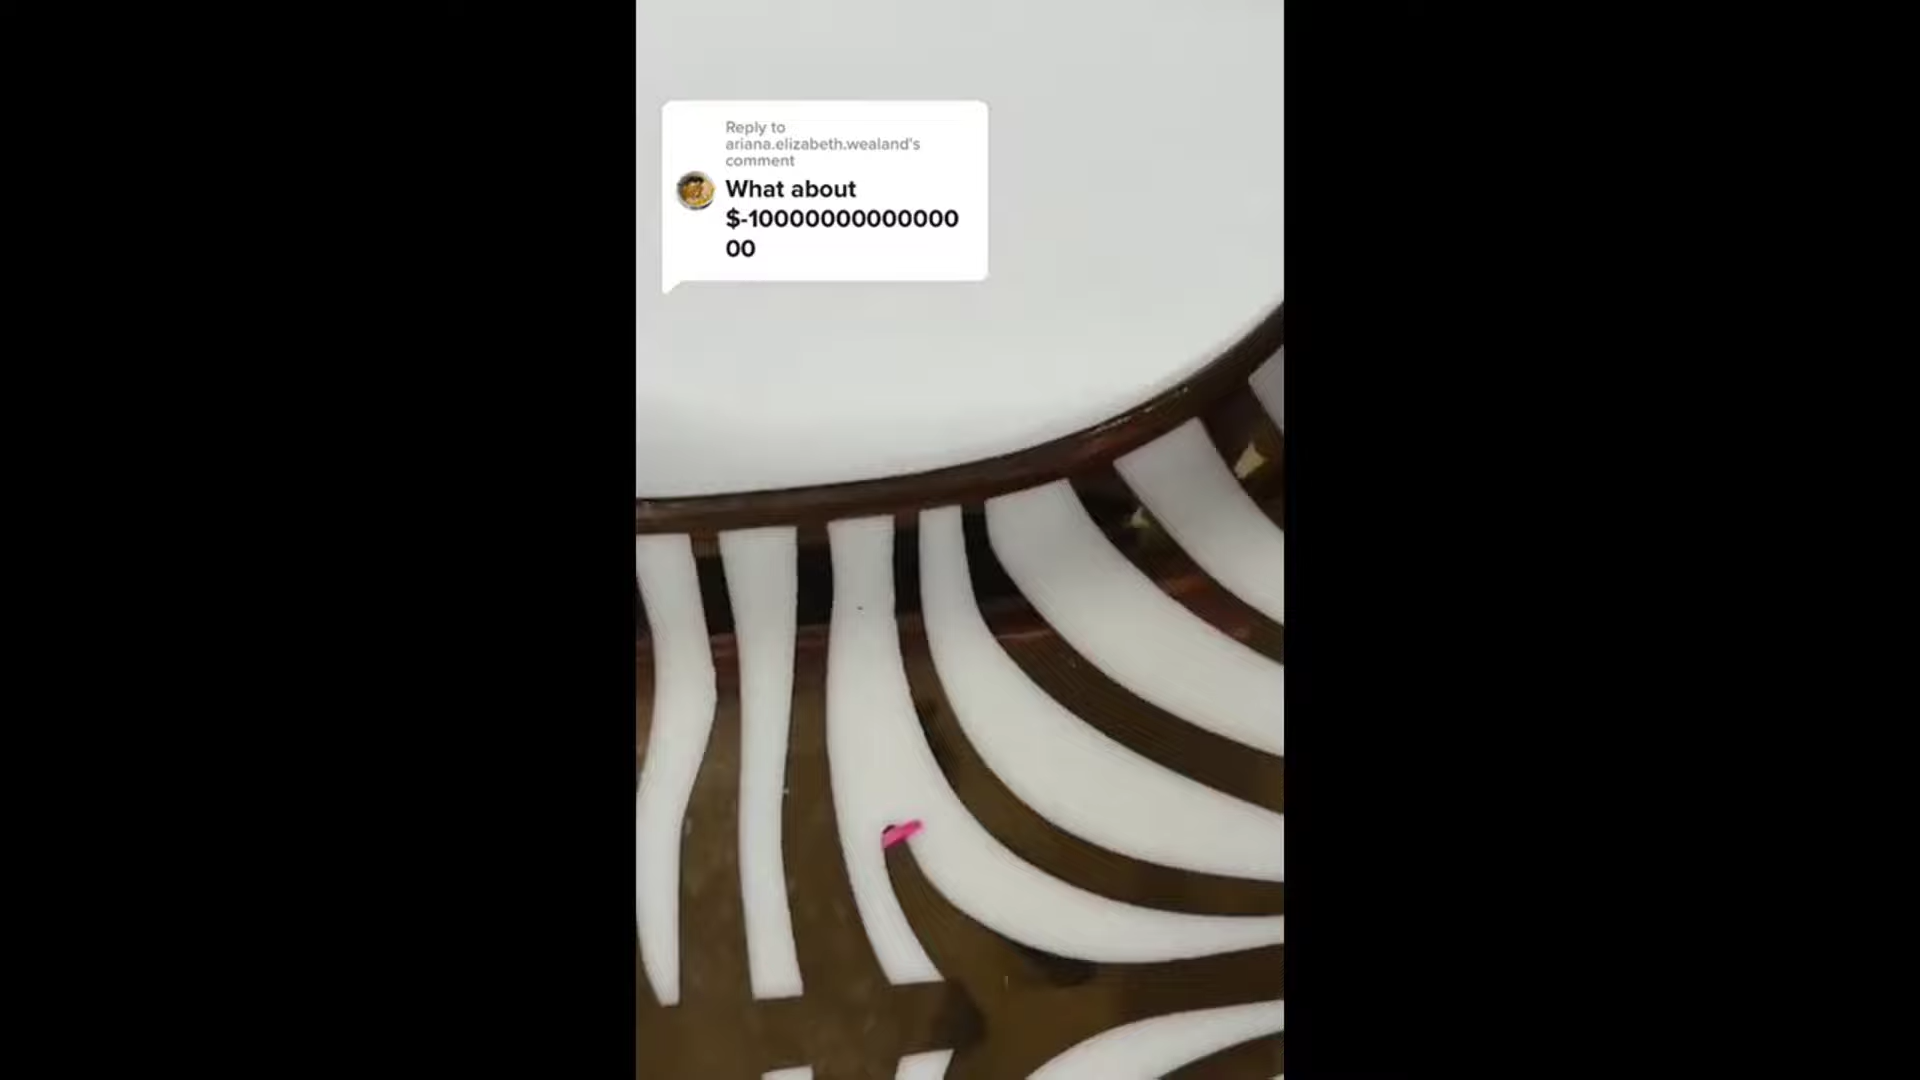 Reply to
ariana.elizabeth.wealand's
comment
What about
$-10000000000000
00